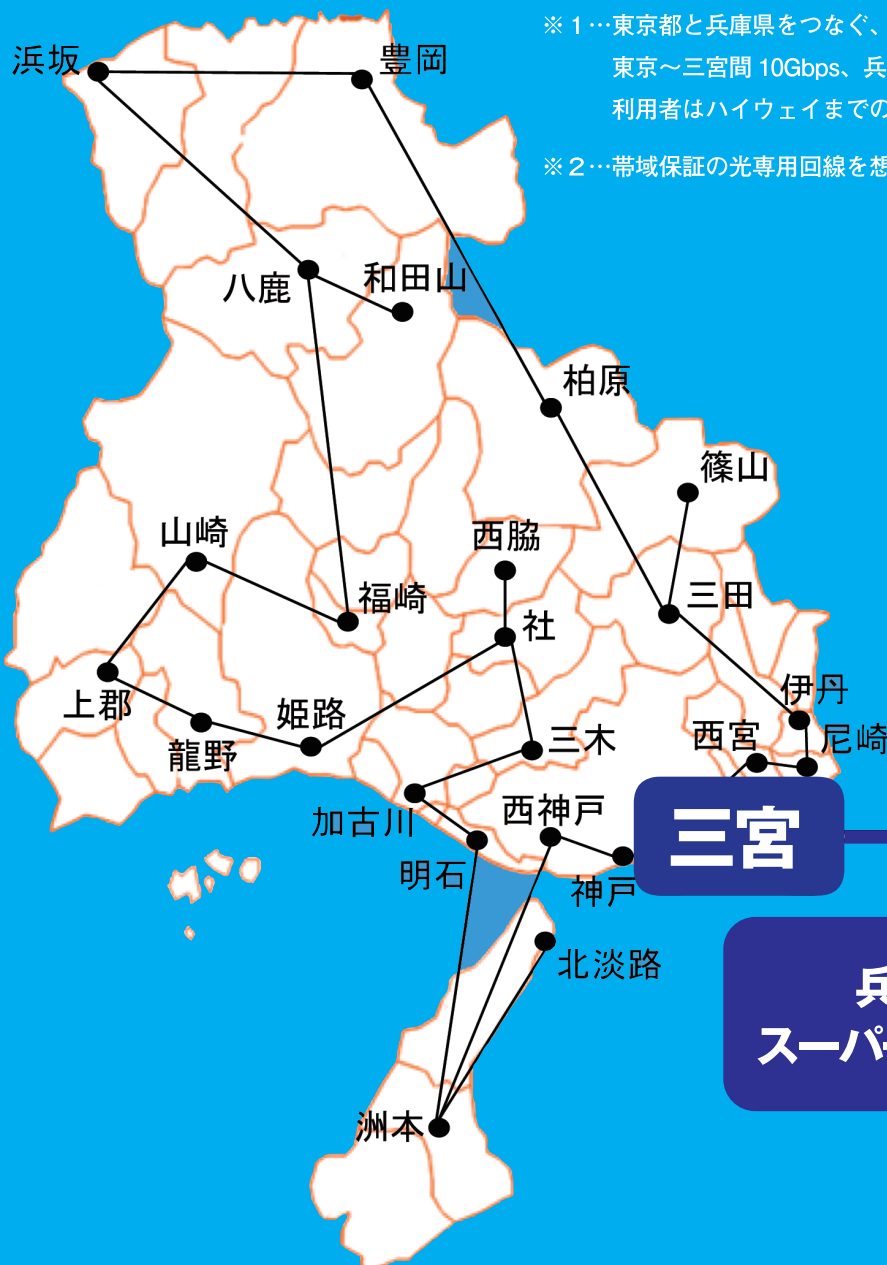 ※1…東京都と兵庫県をつなぐ、
東京～三宮間 10Gbps、兵
利用者はハイウェイまでの
※2…帯域保証の光専用回線を想
浜坂
豊岡
八鹿
和田山
柏原
篠山
山崎
西脇
福崎
社
三田
上郡
姫路
伊丹
龍野
三木
西宮
尼崎
加古川
西神戸
三宮
明石
神戸
北淡路
兵
スーパー
洲本